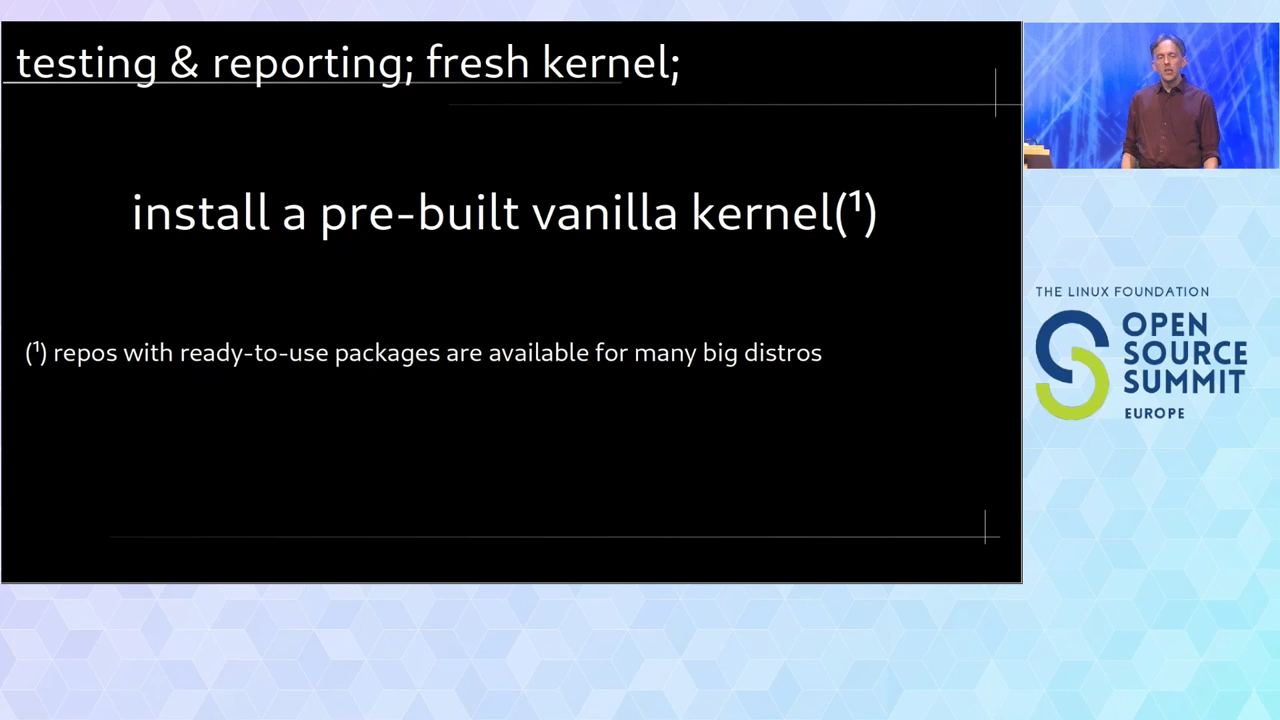 testing & reporting; fresh kernel;
install a pre-built vanilla kernel(¹)
(¹) repos with ready-to-use packages are available for many big distros
THE LINUX FOUNDATION
OPEN
SOURCE
SUMMIT
EUROPE